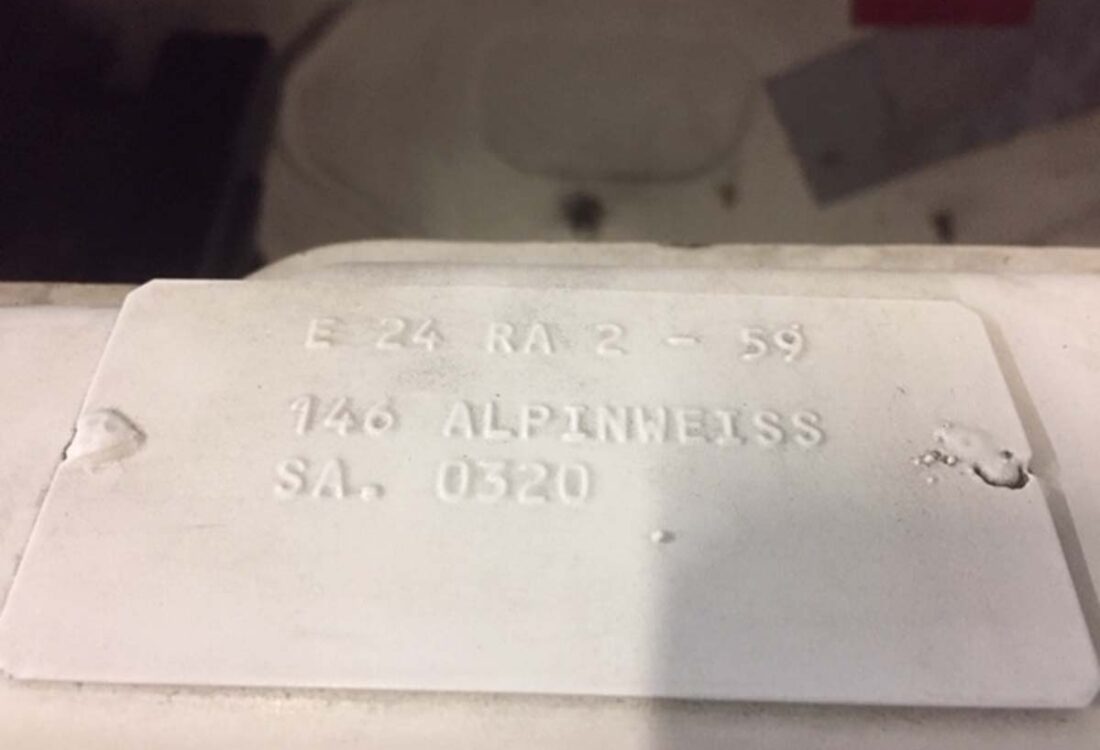 E 24 RA 2 - 59
146 ALPINWEISS
SA. 0320